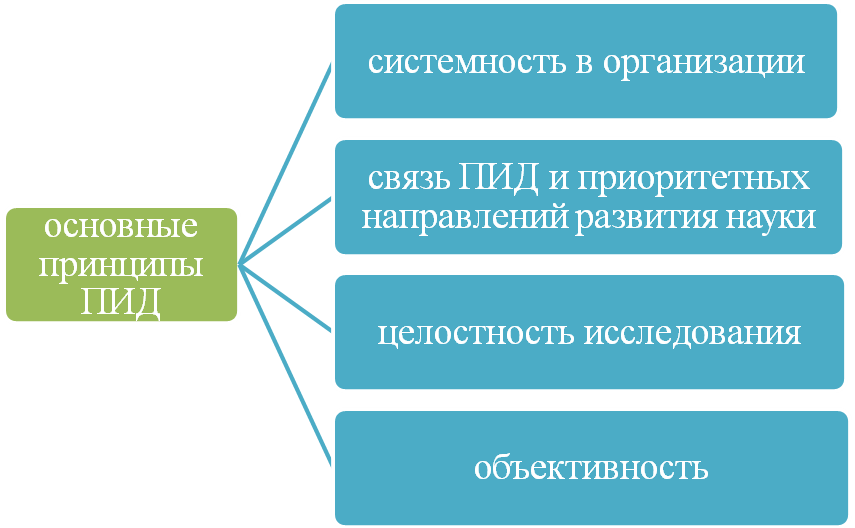 основные
принципы
ПИД
системность в организации
связь ПИД и приоритетных
направлений развития науки
целостность исследования
объективность